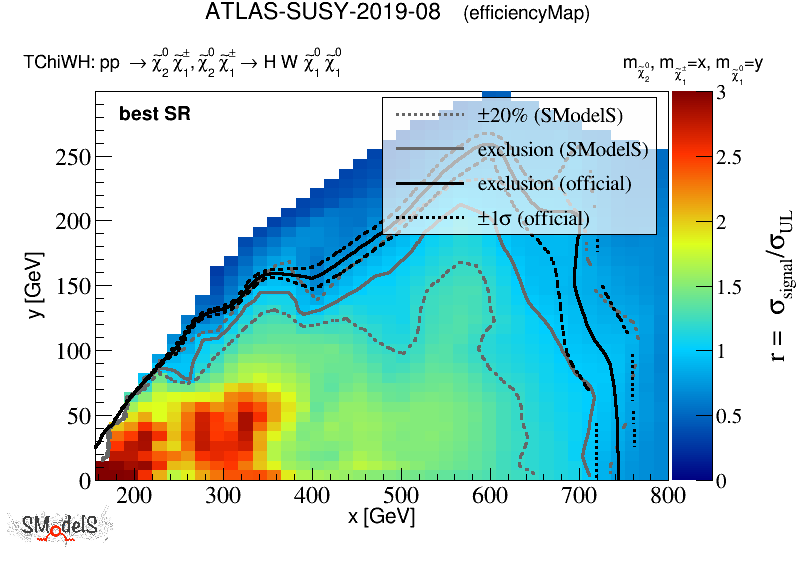 ATLAS-SUSY-2019-08 (efficiencyMap)
TChiWH: pp → χ̃⁰₂ χ̃±₁, χ̃⁰₂ χ̃±₁ → H W χ̃⁰₁ χ̃⁰₁
m_χ̃⁰₂, m_χ̃±₁=x, m_χ̃⁰₁=y
best SR
±20% (SModelS)
exclusion (SModelS)
exclusion (official)
±1σ (official)
y [GeV]
250
200
150
100
50
0
200 300 400 500 600 700 800
x [GeV]
3
2.5
2
1.5
1
0.5
0
r = σ_signal/σ_UL
SModelS